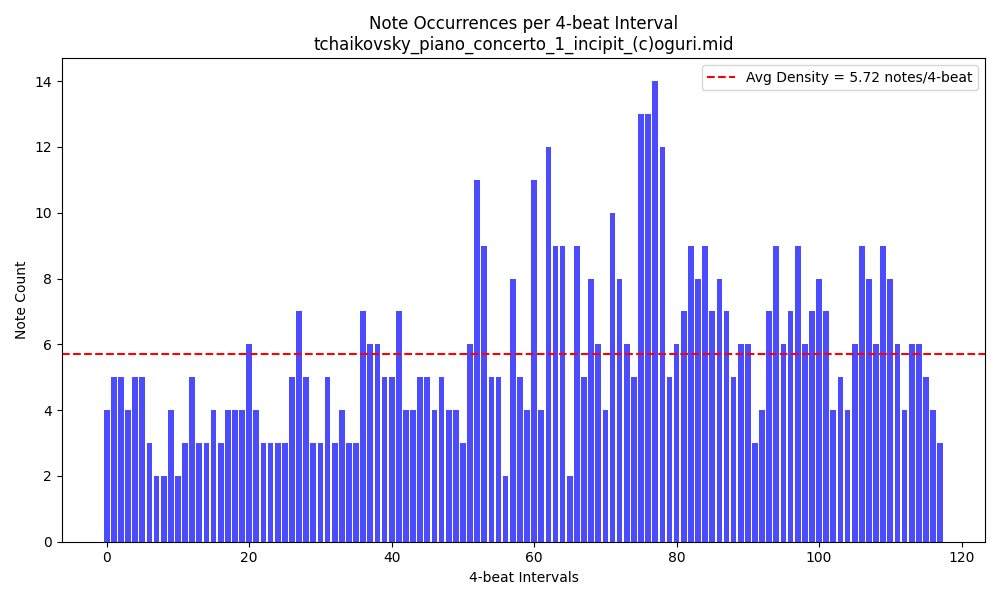 Note Occurrences per 4-beat Interval
tchaikovsky_piano_concerto_1_incipit_(c)oguri.mid
Avg Density = 5.72 notes/4-beat
Note Count
14
12
10
8
6
4
2
0
0 20 40 60 80 100 120
4-beat Intervals